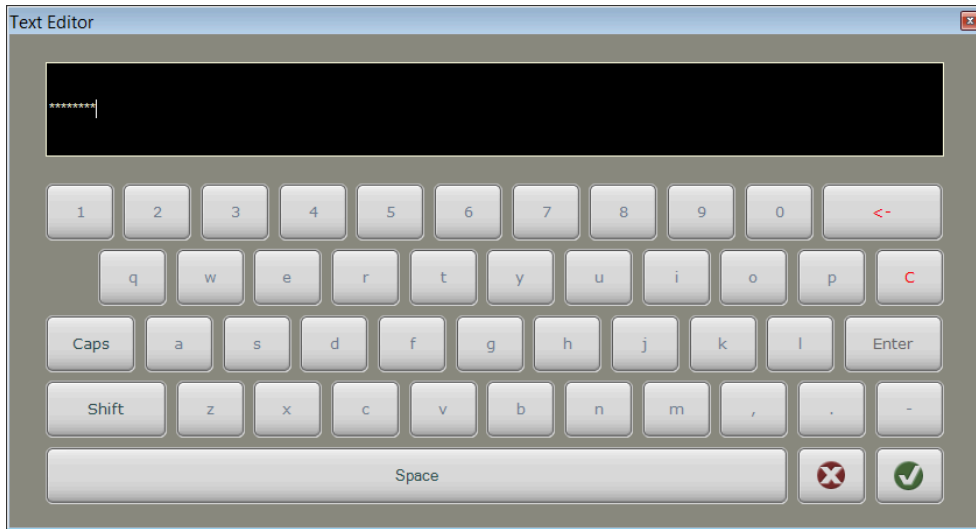 Text Editor
********
1 2 3 4 5 6 7 8 9 0 <-
q w e r t y u i o p C
Caps a s d f g h j k l Enter
Shift z x c v b n m , . -
Space